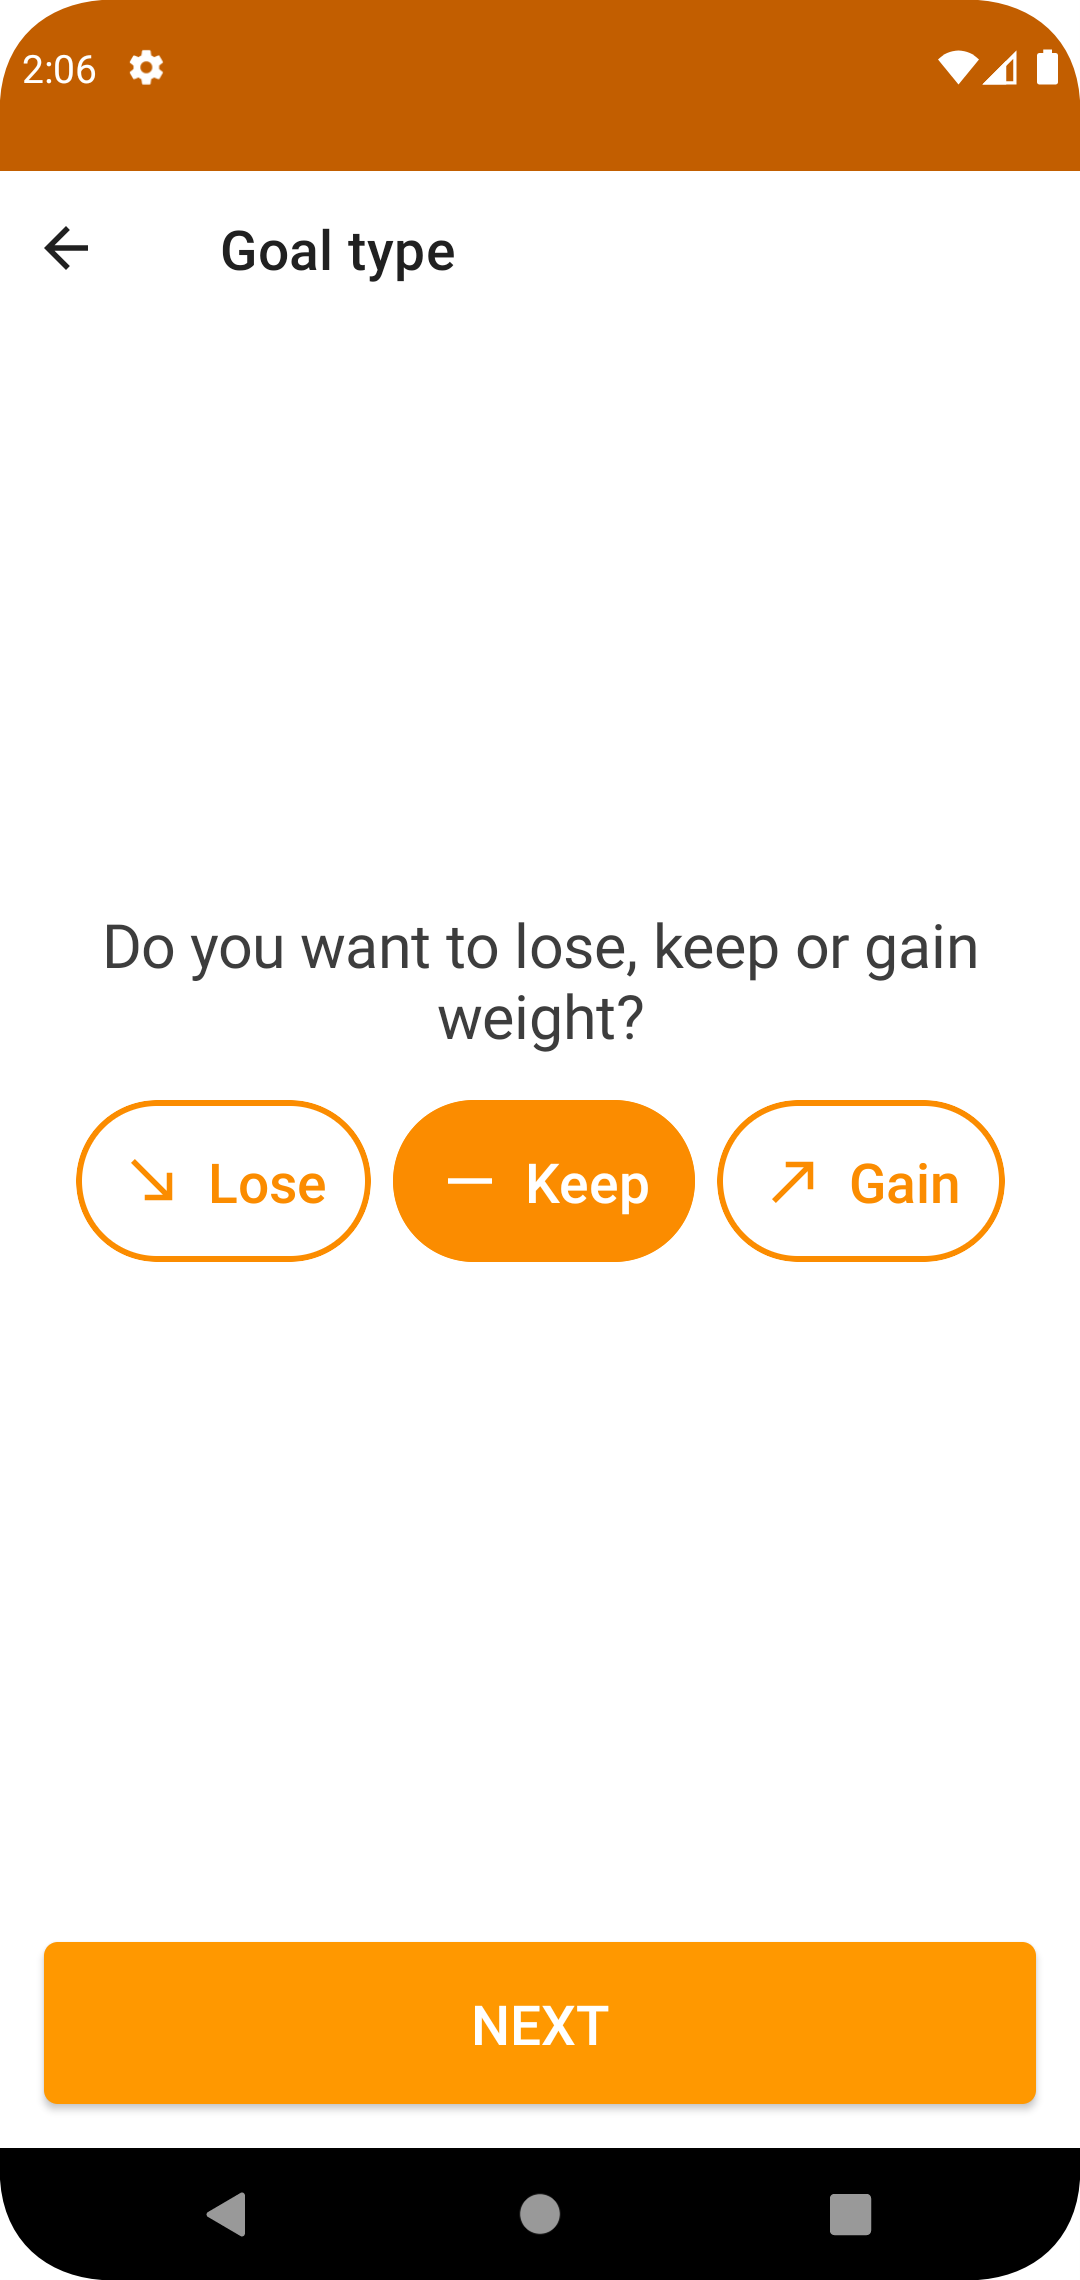 2:06
Goal type
Do you want to lose, keep or gain
weight?
Lose
Keep
Gain
NEXT